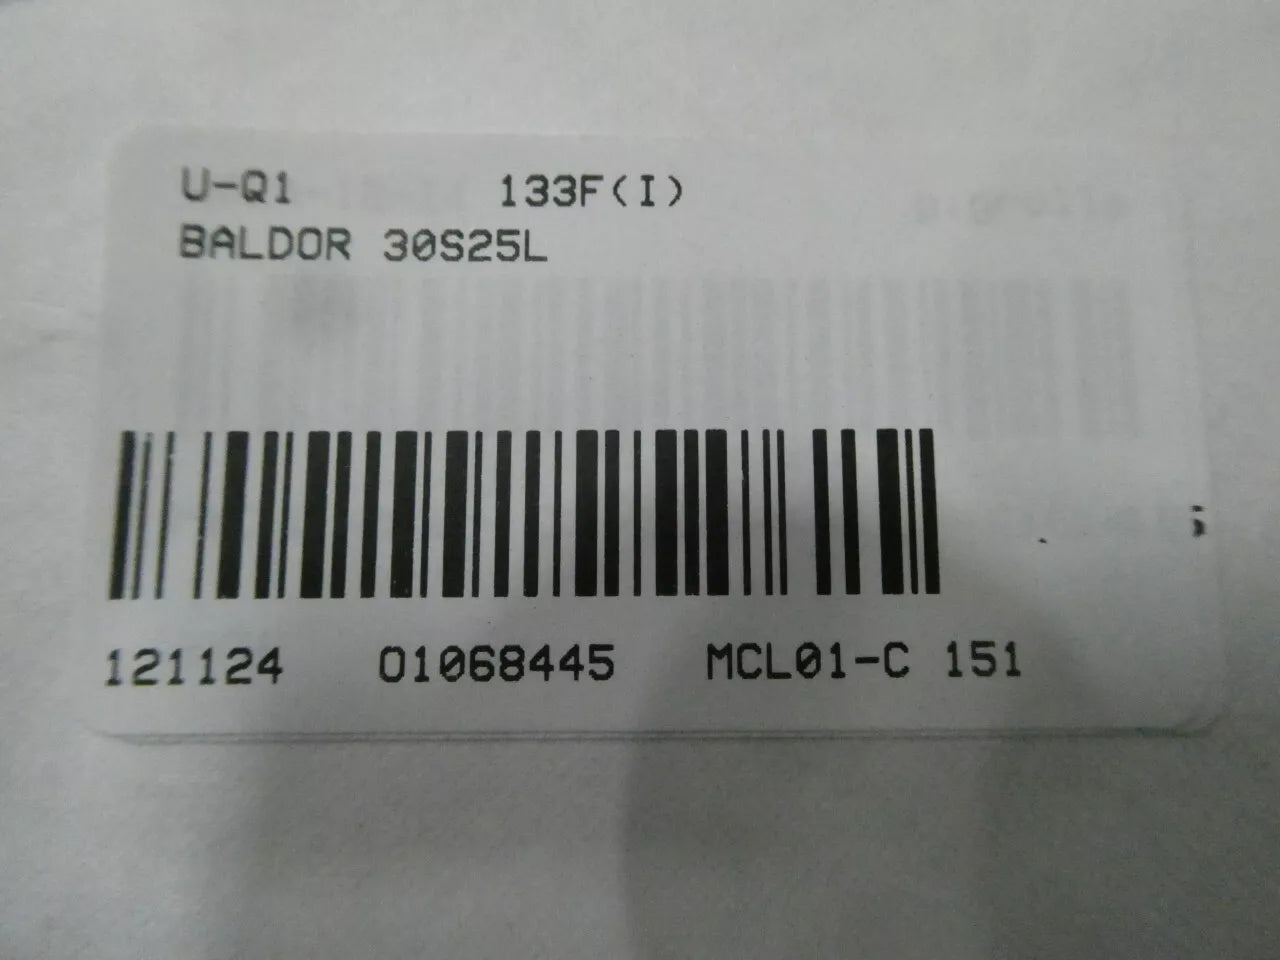 U-Q1 133F(I)
BALDOR 30S25L
121124 01068445 MCL01-C 151